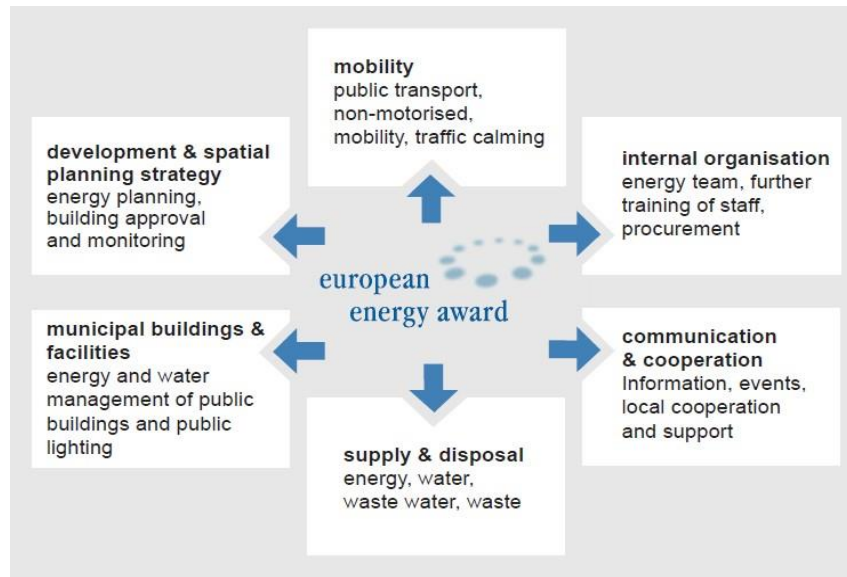 mobility
public transport,
non-motorised,
mobility, traffic calming
development & spatial
planning strategy
energy planning,
building approval
and monitoring
internal organisation
energy team, further
training of staff,
procurement
european
energy award
municipal buildings &
facilities
energy and water
management of public
buildings and public
lighting
communication
& cooperation
Information, events,
local cooperation
and support
supply & disposal
energy, water,
waste water, waste